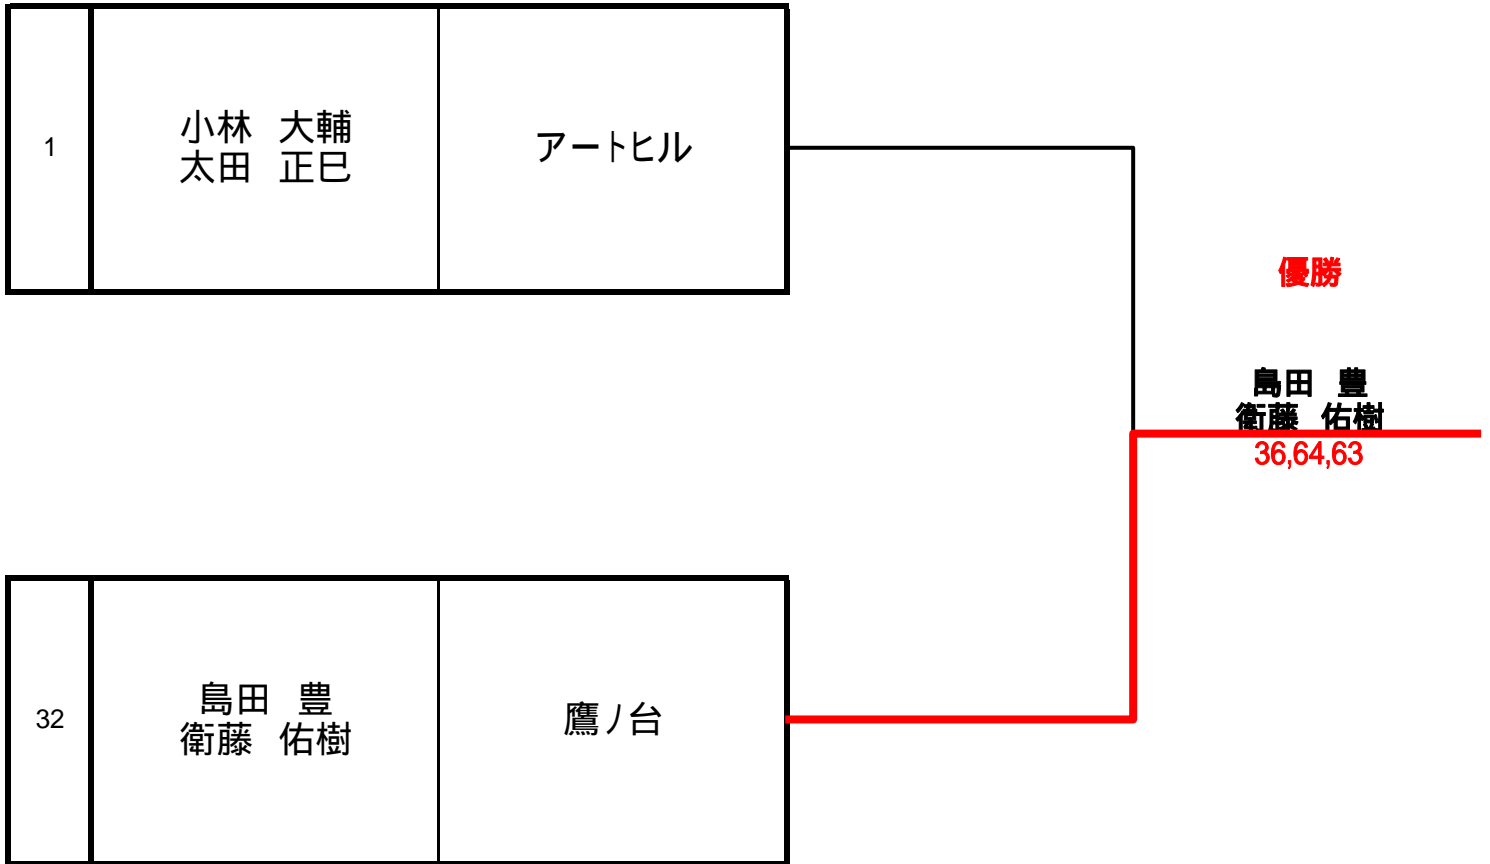 1
小林　大輔
太田　正巳
アートヒル
優勝
島田　豊
衛藤　佑樹
36,64,63
32
島田　豊
衛藤　佑樹
鷹ノ台